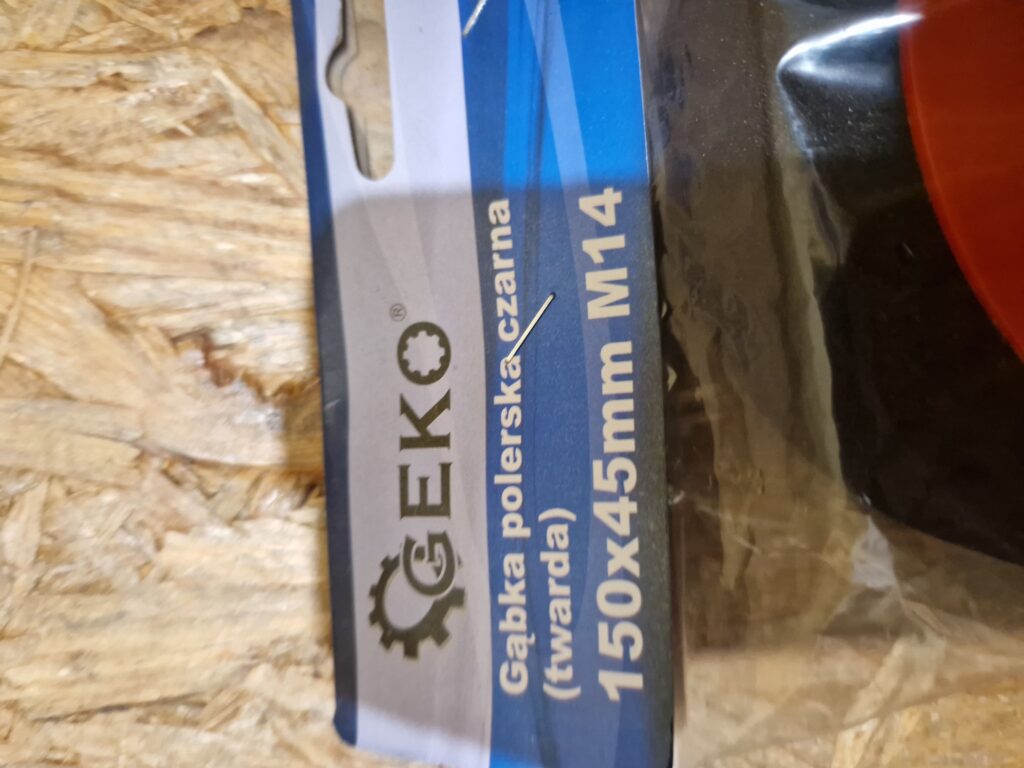 GEKO®
Gąbka polerska czarna
(twarda)
150x45mm M14